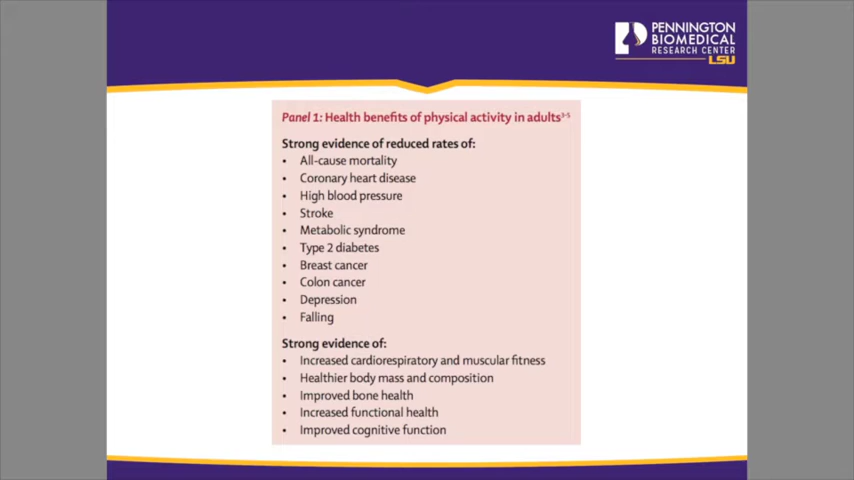 PENNINGTON
BIOMEDICAL
RESEARCH CENTER
LSU
Panel 1: Health benefits of physical activity in adults³⁻⁵
Strong evidence of reduced rates of:
• All-cause mortality
• Coronary heart disease
• High blood pressure
• Stroke
• Metabolic syndrome
• Type 2 diabetes
• Breast cancer
• Colon cancer
• Depression
• Falling
Strong evidence of:
• Increased cardiorespiratory and muscular fitness
• Healthier body mass and composition
• Improved bone health
• Increased functional health
• Improved cognitive function